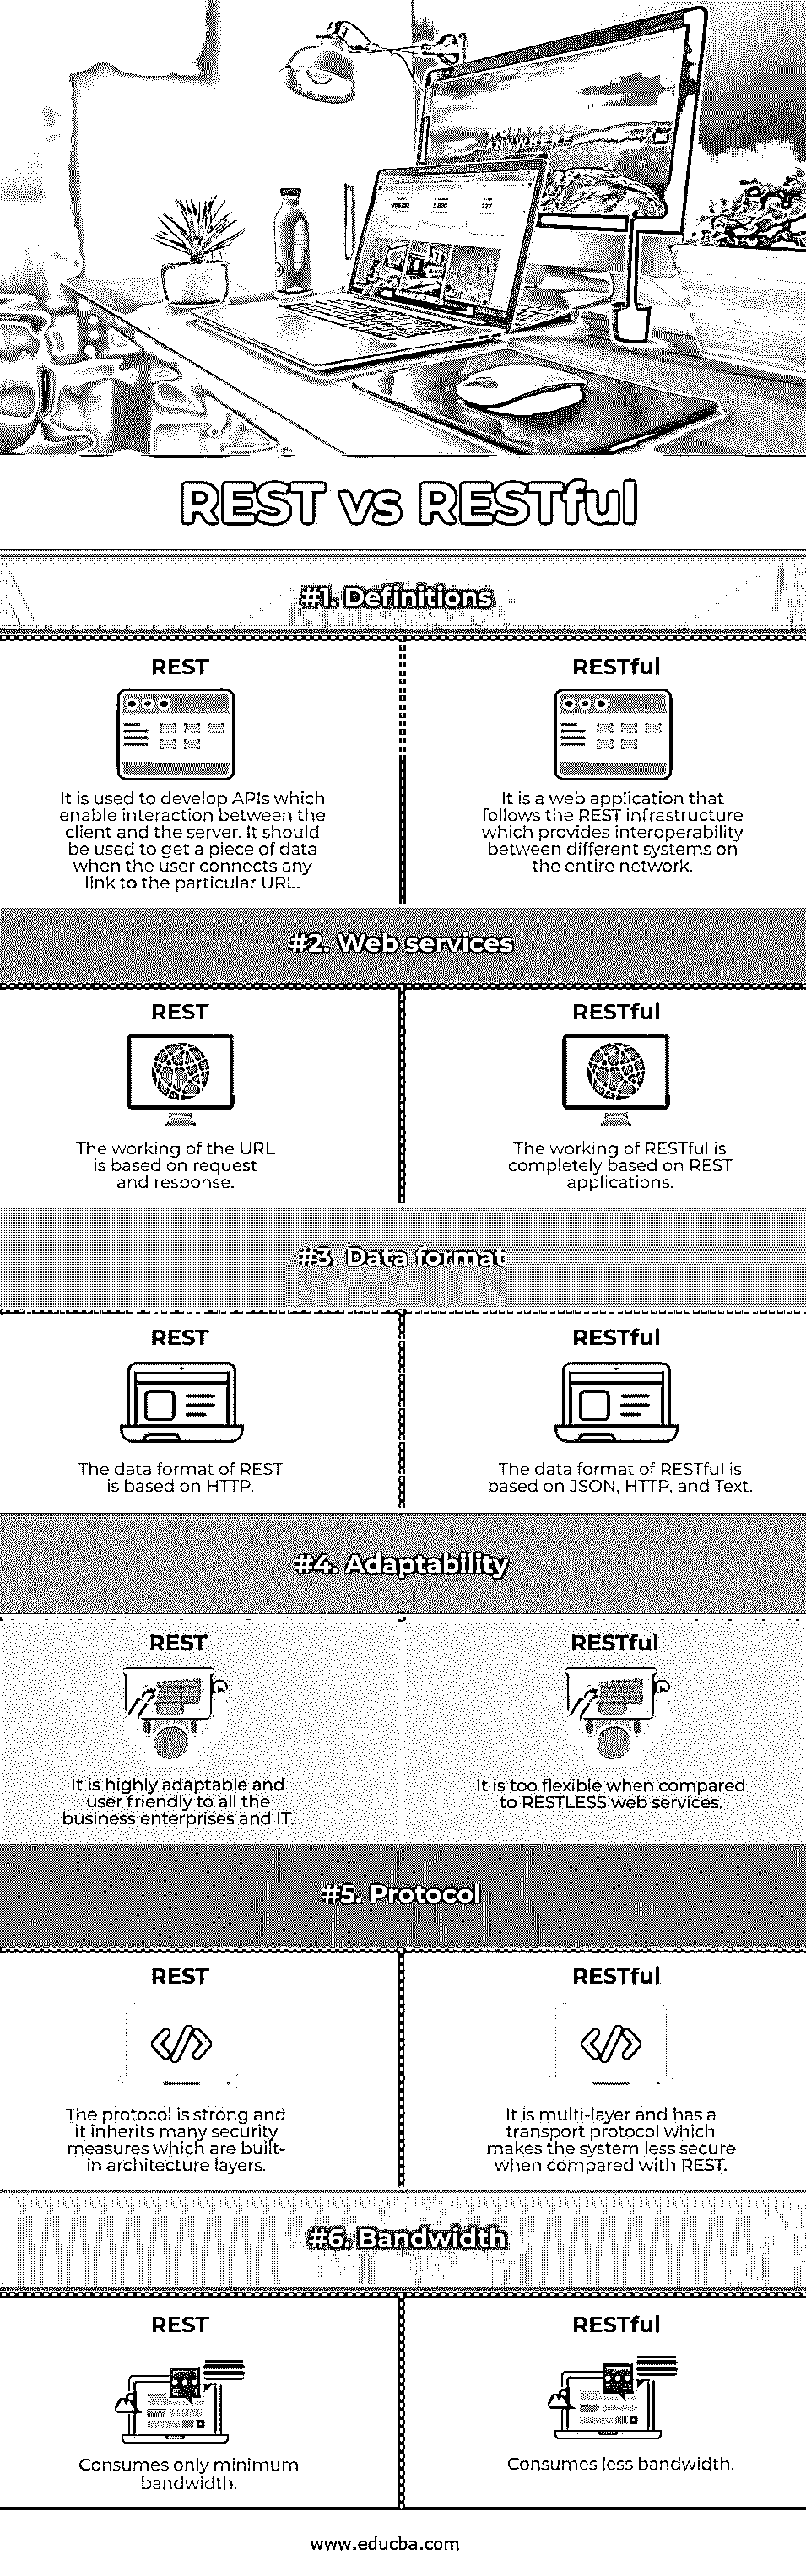 ANYWHERE
REST vs RESTful
#1. Definitions
REST
It is used to develop APIs which
enable interaction between the
client and the server. It should
be used to get a piece of data
when the user connects any
link to the particular URL.
RESTful
It is a web application that
follows the REST infrastructure
which provides interoperability
between different systems on
the entire network.
#2. Web services
REST
The working of the URL
is based on request
and response.
RESTful
The working of RESTful is
completely based on REST
applications.
#3. Data format
REST
The data format of REST
is based on HTTP.
RESTful
The data format of RESTful is
based on JSON, HTTP, and Text.
#4. Adaptability
REST
It is highly adaptable and
user friendly to all the
business enterprises and IT.
RESTful
It is too flexible when compared
to RESTLESS web services.
#5. Protocol
REST
The protocol is strong and
it inherits many security
measures which are built-
in architecture layers.
RESTful
It is multi-layer and has a
transport protocol which
makes the system less secure
when compared with REST.
#6. Bandwidth
REST
Consumes only minimum
bandwidth.
RESTful
Consumes less bandwidth.
www.educba.com